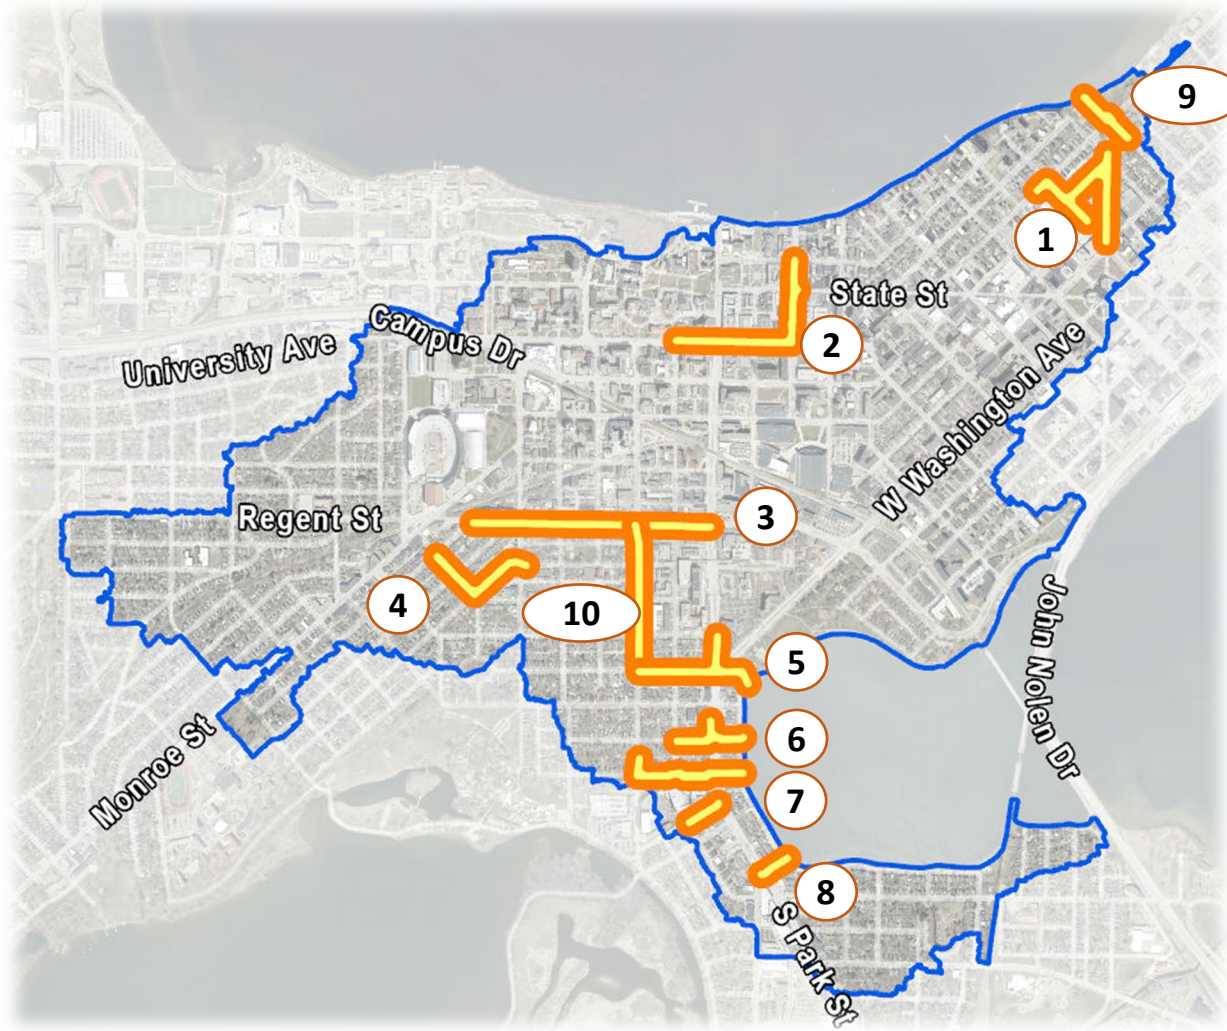 9
1
State St
2
Campus Dr
University Ave
W Washington Ave
3
Regent St
4
10
5
John Nolen Dr
6
Monroe St
7
8
S Park St